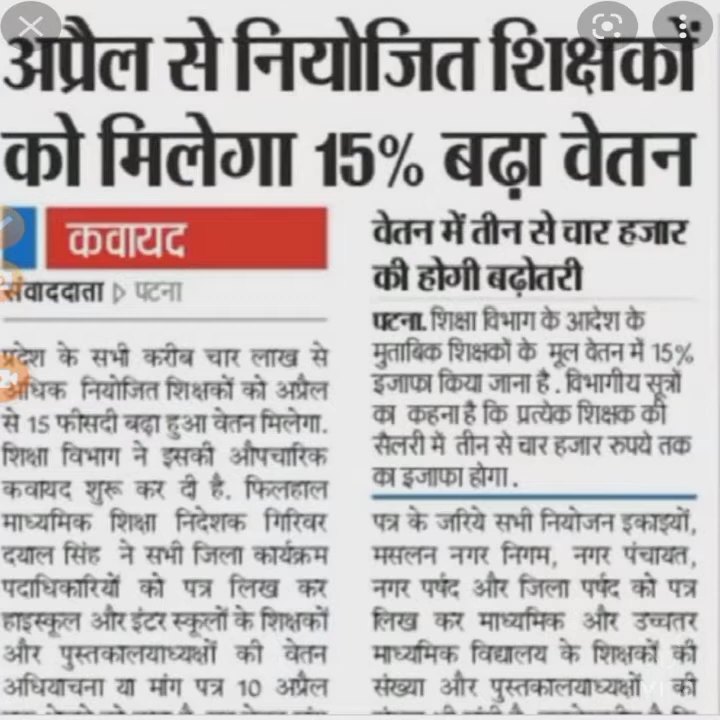 अप्रैल से नियोजित शिक्षकों
को मिलेगा 15% बढ़ा वेतन
कवायद
संवाददाता ▷ पटना
प्रदेश के सभी करीब चार लाख से
अधिक नियोजित शिक्षकों को अप्रैल
से 15 फीसदी बढ़ा हुआ वेतन मिलेगा.
शिक्षा विभाग ने इसकी औपचारिक
कवायद शुरू कर दी है. फिलहाल
माध्यमिक शिक्षा निदेशक गिरिवर
दयाल सिंह ने सभी जिला कार्यक्रम
पदाधिकारियों को पत्र लिख कर
हाइस्कूल और इंटर स्कूलों के शिक्षकों
और पुस्तकालयाध्यक्षों की वेतन
अधियाचना या मांग पत्र 10 अप्रैल
वेतन में तीन से चार हजार
की होगी बढ़ोतरी
पटना. शिक्षा विभाग के आदेश के
मुताबिक शिक्षकों के मूल वेतन में 15%
इजाफा किया जाना है. विभागीय सूत्रों
का कहना है कि प्रत्येक शिक्षक की
सैलरी में तीन से चार हजार रुपये तक
का इजाफा होगा.
पत्र के जरिये सभी नियोजन इकाइयों,
मसलन नगर निगम, नगर पंचायत,
नगर पर्षद और जिला पर्षद को पत्र
लिख कर माध्यमिक और उच्चतर
माध्यमिक विद्यालय के शिक्षकों की
संख्या और पुस्तकालयाध्यक्षों की